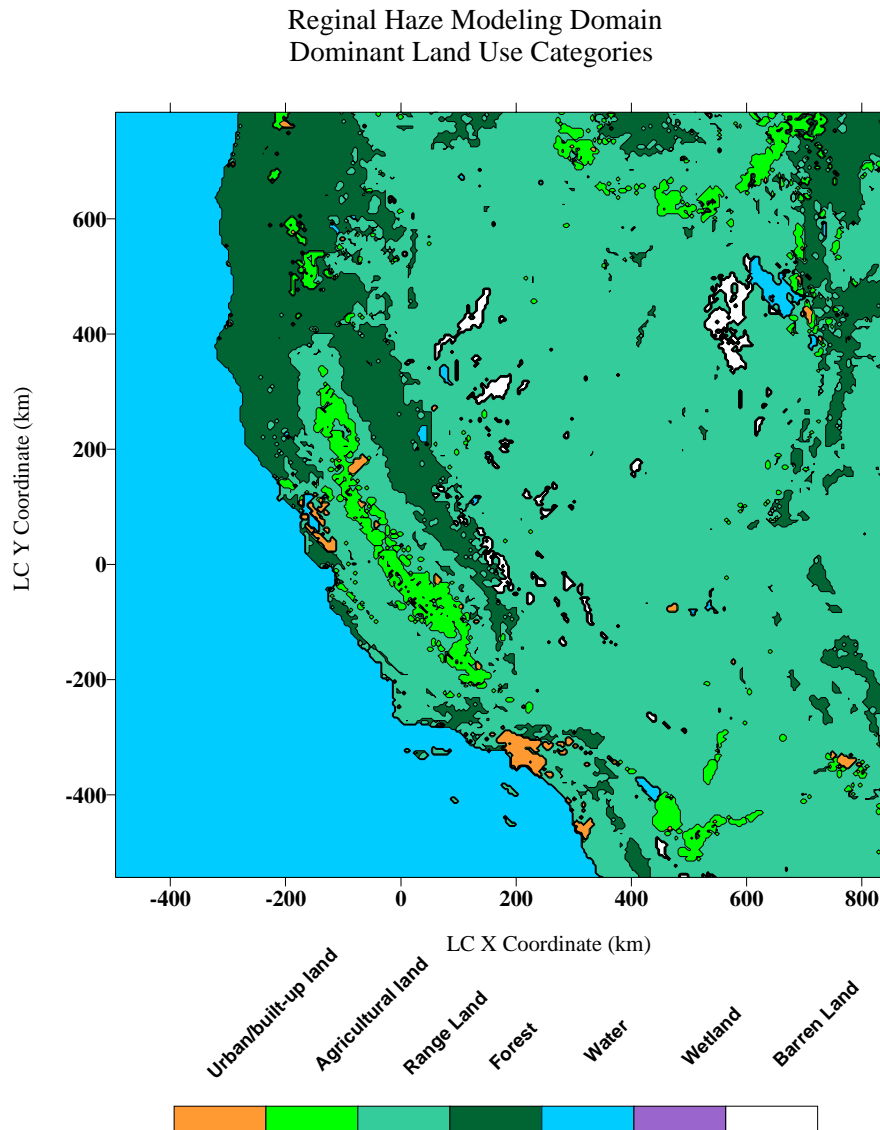 Reginal Haze Modeling Domain
Dominant Land Use Categories
LC Y Coordinate (km)
600
400
200
0
-200
-400
-400
-200
0
200
400
600
800
LC X Coordinate (km)
Urban/built-up land
Agricultural land
Range Land
Forest
Water
Wetland
Barren Land